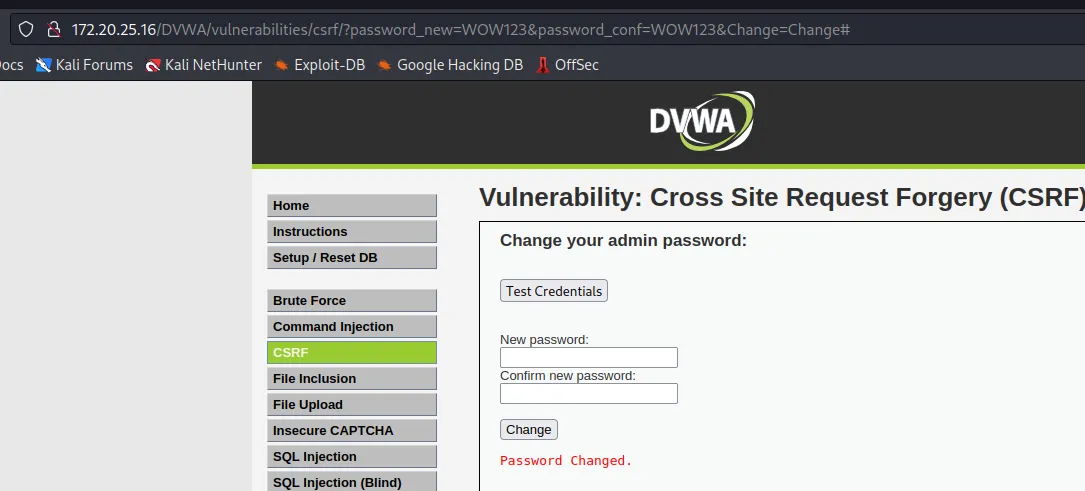 172.20.25.16/DVWA/vulnerabilities/csrf/?password_new=WOW123&password_conf=WOW123&Change=Change#
ocs Kali Forums Kali NetHunter Exploit-DB Google Hacking DB OffSec
DVWA
Vulnerability: Cross Site Request Forgery (CSRF)
Home
Instructions
Setup / Reset DB
Brute Force
Command Injection
CSRF
File Inclusion
File Upload
Insecure CAPTCHA
SQL Injection
SQL Injection (Blind)
Change your admin password:
Test Credentials
New password:
Confirm new password:
Change
Password Changed.